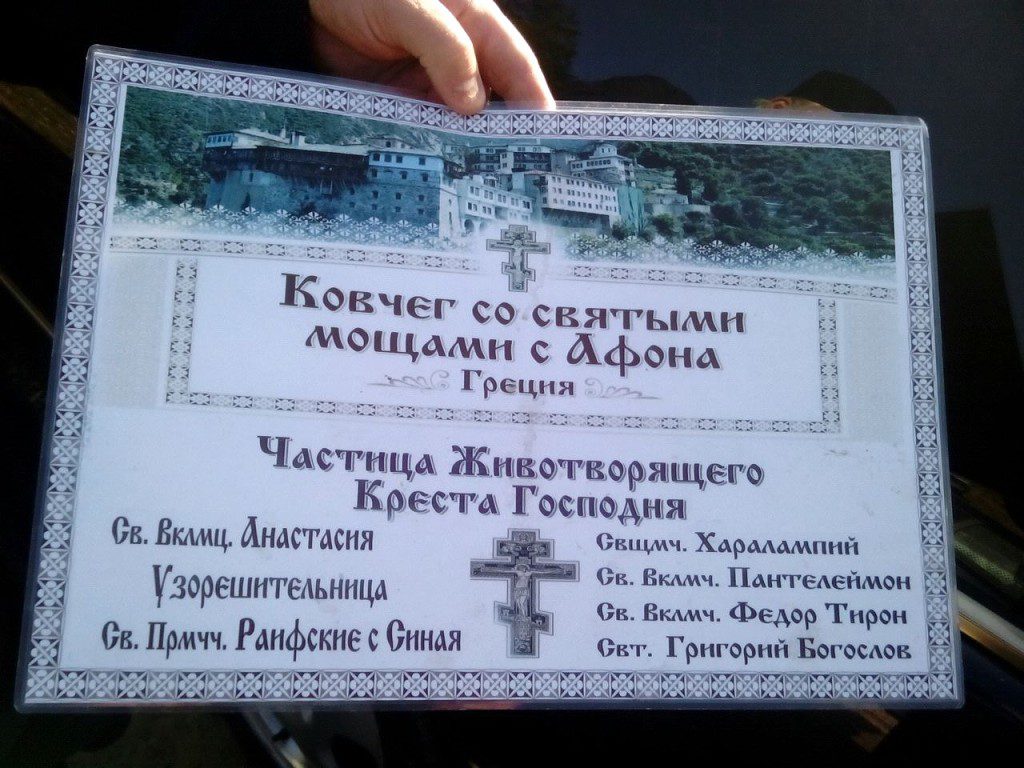 Ковчег со святыми
мощами с Афона
Греция
Частица Животворящего
Креста Господня
Св. Вклмц. Анастасия
Узорешительница
Св. Прмчч. Раифские с Синая
Свщмч. Харалампий
Св. Вклмч. Пантелеймон
Св. Вклмч. Федор Тирон
Свт. Григорий Богослов